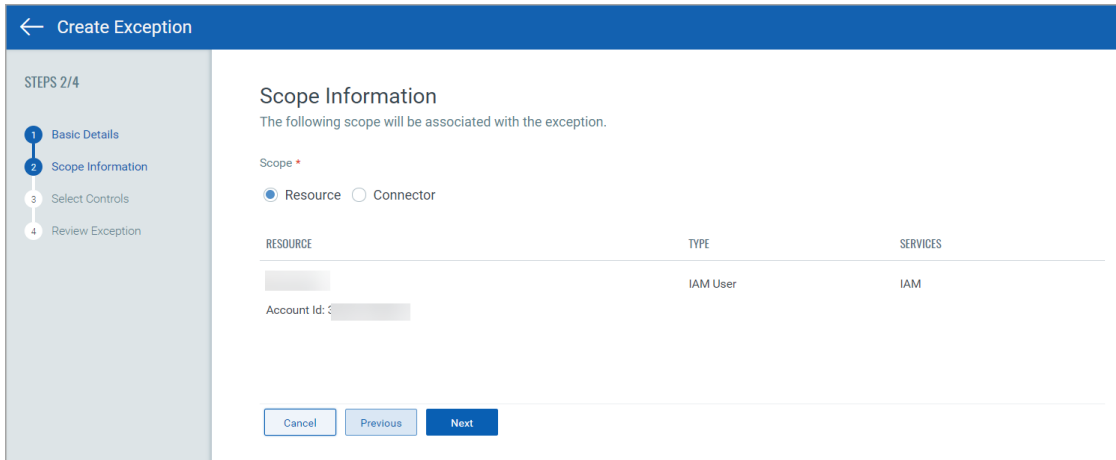 Create Exception
STEPS 2/4
1 Basic Details
2 Scope Information
3 Select Controls
4 Review Exception
Scope Information
The following scope will be associated with the exception.
Scope *
Resource Connector
RESOURCE TYPE SERVICES
IAM User IAM
Account Id:
Cancel Previous Next